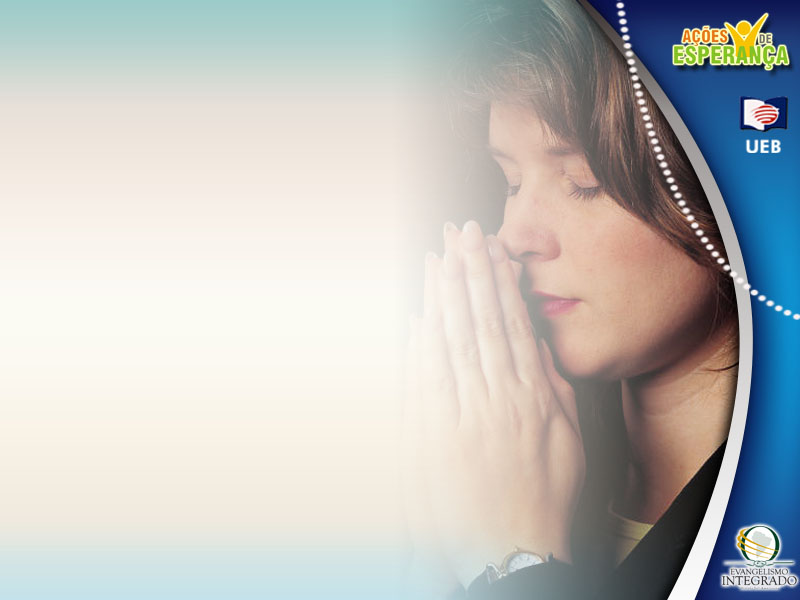 AÇÕES DE
ESPERANÇA
UEB
EVANGELISMO
INTEGRADO